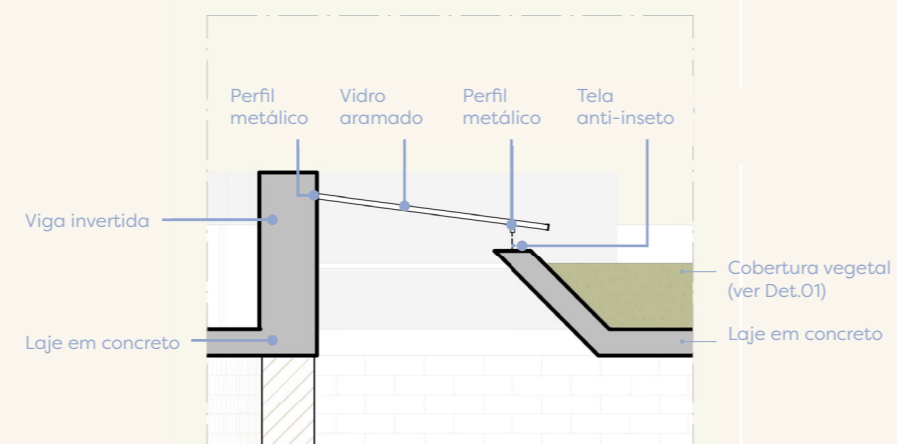 Perfil
metálico
Vidro
aramado
Perfil
metálico
Tela
anti-inseto
Viga invertida
Laje em concreto
Cobertura vegetal
(ver Det.01)
Laje em concreto